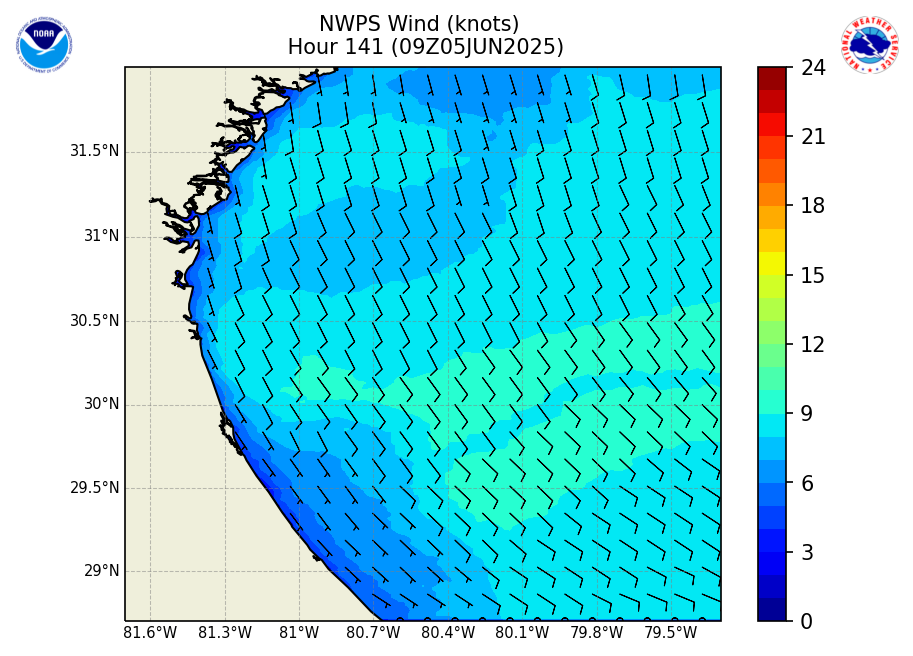 NWPS Wind (knots)
Hour 141 (09Z05JUN2025)
NOAA
NATIONAL WEATHER SERVICE
31.5°N
31°N
30.5°N
30°N
29.5°N
29°N
81.6°W 81.3°W 81°W 80.7°W 80.4°W 80.1°W 79.8°W 79.5°W
24
21
18
15
12
9
6
3
0